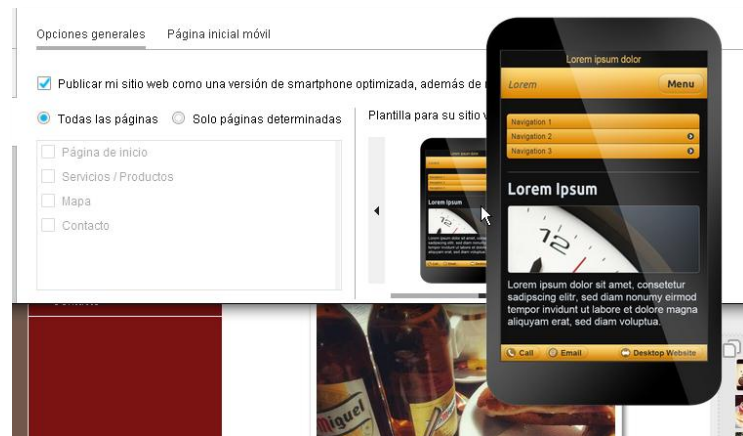 Opciones generales Página inicial móvil
Publicar mi sitio web como una versión de smartphone optimizada, además de
Todas las páginas Solo páginas determinadas
Página de inicio
Servicios / Productos
Mapa
Contacto
Plantilla para su sitio
Lorem Ipsum
Lorem ipsum dolor
Lorem
Menu
Navigation 1
Navigation 2
Navigation 3
Lorem Ipsum
12
Lorem ipsum dolor sit amet, consetetur
sadipscing elitr, sed diam nonumy eirmod
tempor invidunt ut labore et dolore magna
aliquyam erat, sed diam voluptua.
Call Email Desktop Website
Miguel